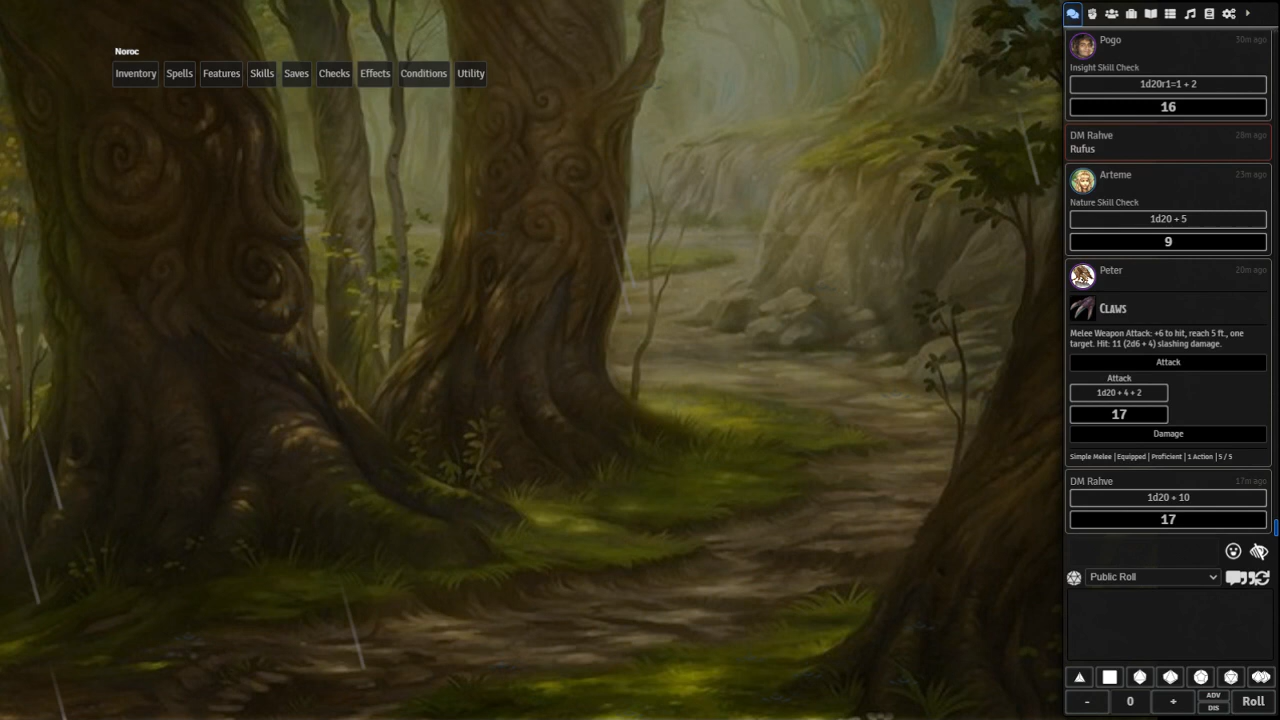 Noroc
Inventory Spells Features Skills Saves Checks Effects Conditions Utility
Pogo 30m ago
Insight Skill Check
1d20r1=1 + 2
16
DM Rahve 28m ago
Rufus
Arteme 23m ago
Nature Skill Check
1d20 + 5
9
Peter 20m ago
Claws
Melee Weapon Attack: +6 to hit, reach 5 ft., one
target. Hit: 11 (2d6 + 4) slashing damage.
Attack
Attack
1d20 + 4 + 2
17
Damage
Simple Melee | Equipped | Proficient | 1 Action | 5 / 5
DM Rahve 17m ago
1d20 + 10
17
Public Roll
- 0 + ADV
DIS Roll